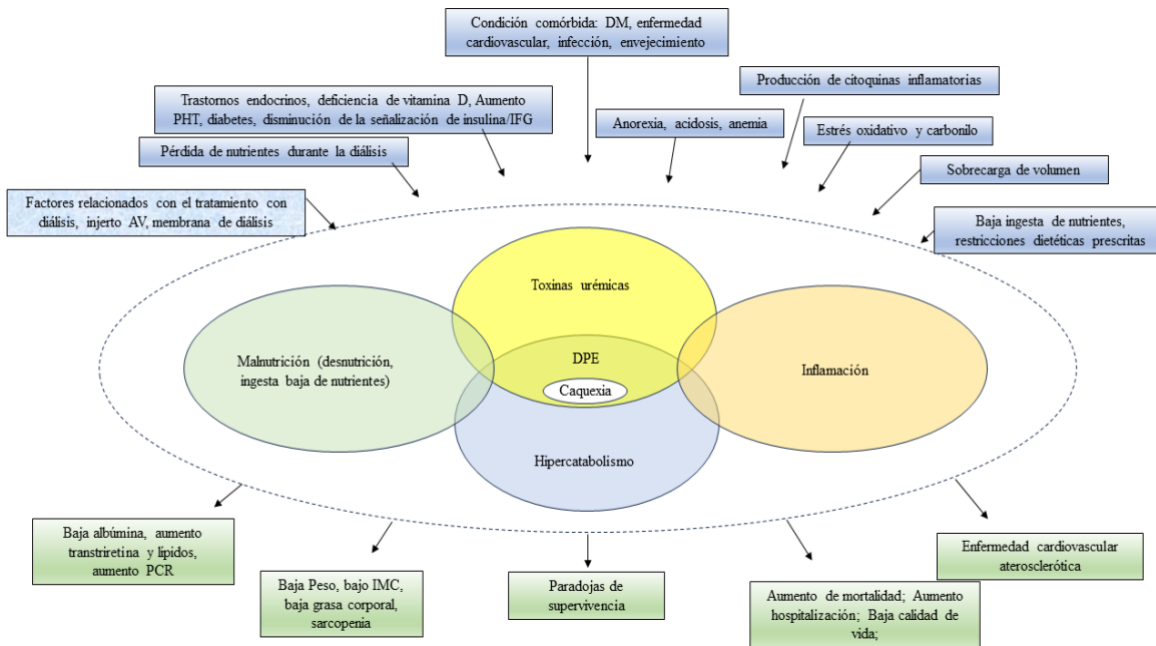 Condición comórbida: DM, enfermedad
cardiovascular, infección, envejecimiento
Producción de citoquinas inflamatorias
Trastornos endocrinos, deficiencia de vitamina D, Aumento
PHT, diabetes, disminución de la señalización de insulina/IFG
Anorexia, acidosis, anemia
Estrés oxidativo y carbonilo
Pérdida de nutrientes durante la diálisis
Sobrecarga de volumen
Factores relacionados con el tratamiento con
diálisis, injerto AV, membrana de diálisis
Baja ingesta de nutrientes,
restricciones dietéticas prescritas
Toxinas urémicas
Malnutrición (desnutrición,
ingesta baja de nutrientes)
DPE
Caquexia
Inflamación
Hipercatabolismo
Baja albúmina, aumento
transtriretina y lípidos,
aumento PCR
Baja Peso, bajo IMC,
baja grasa corporal,
sarcopenia
Paradojas de
supervivencia
Aumento de mortalidad; Aumento
hospitalización; Baja calidad de
vida;
Enfermedad cardiovascular
aterosclerótica